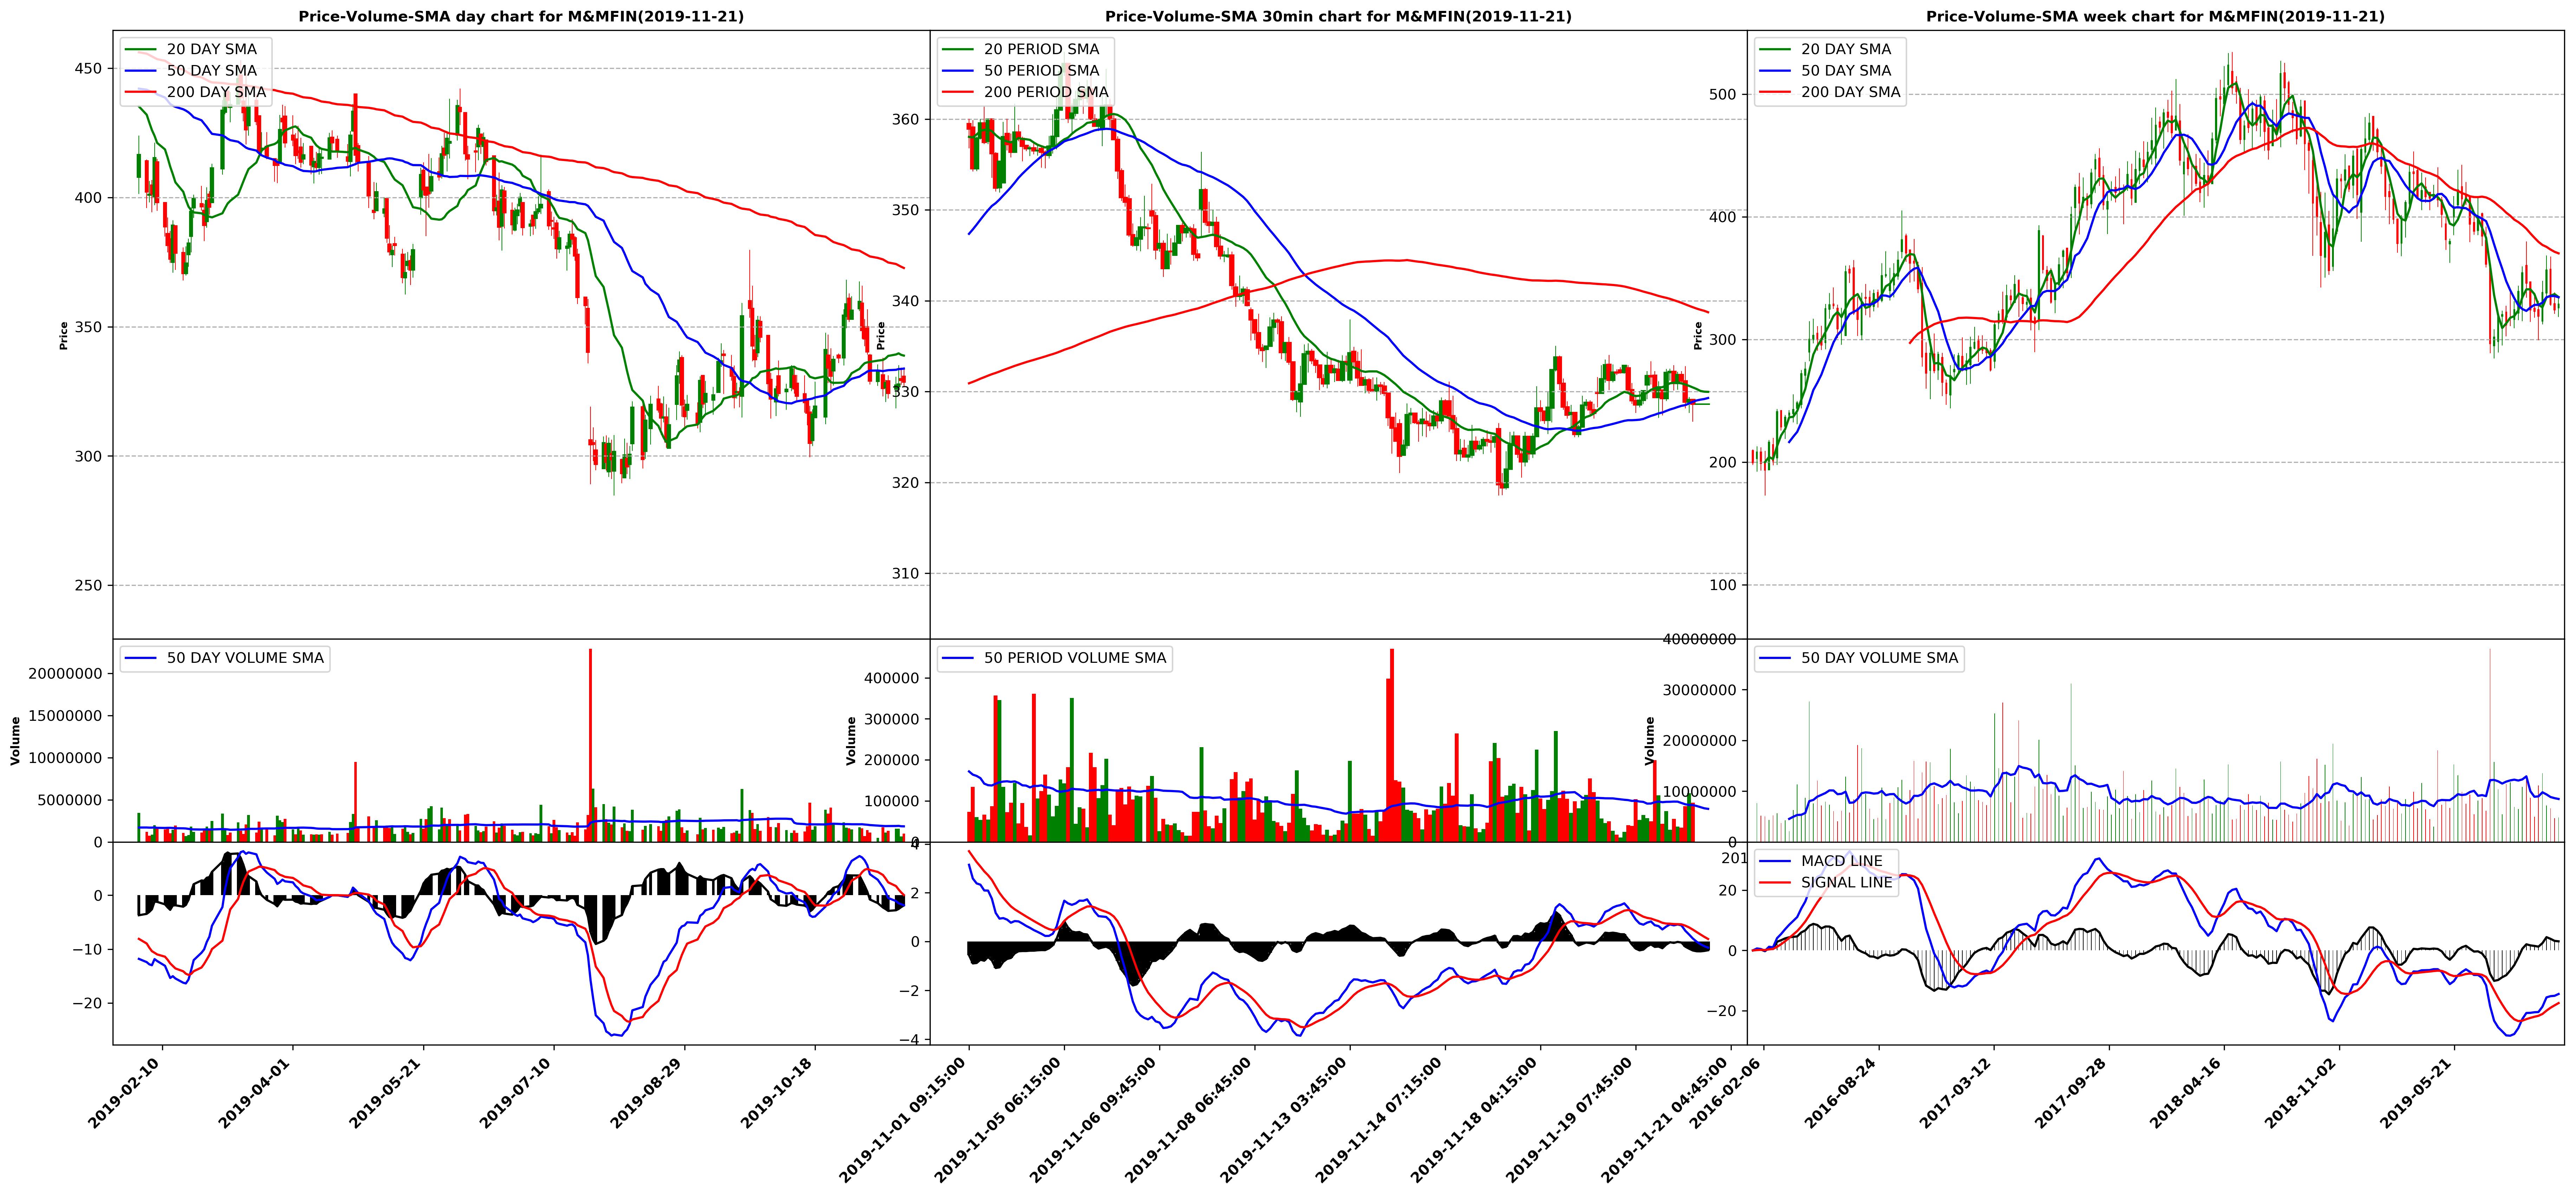 Price-Volume-SMA day chart for M&MFIN(2019-11-21)
20 DAY SMA
50 DAY SMA
200 DAY SMA
450
400
350
300
250
Price
50 DAY VOLUME SMA
20000000
15000000
10000000
5000000
0
Volume
0
−10
−20
2019-02-10
2019-04-01
2019-05-21
2019-07-10
2019-08-29
2019-10-18
Price-Volume-SMA 30min chart for M&MFIN(2019-11-21)
20 PERIOD SMA
50 PERIOD SMA
200 PERIOD SMA
360
350
340
330
320
310
Price
50 PERIOD VOLUME SMA
400000
300000
200000
100000
0
Volume
4
2
0
−2
−4
2019-11-01 09:15:00
2019-11-05 06:15:00
2019-11-06 09:45:00
2019-11-08 06:45:00
2019-11-13 03:45:00
2019-11-14 07:15:00
2019-11-18 04:15:00
2019-11-19 07:45:00
2019-11-21 04:45:00
Price-Volume-SMA week chart for M&MFIN(2019-11-21)
20 DAY SMA
50 DAY SMA
200 DAY SMA
500
400
300
200
100
Price
50 DAY VOLUME SMA
40000000
30000000
20000000
10000000
0
Volume
MACD LINE
SIGNAL LINE
20
0
−20
2016-02-06
2016-08-24
2017-03-12
2017-09-28
2018-04-16
2018-11-02
2019-05-21